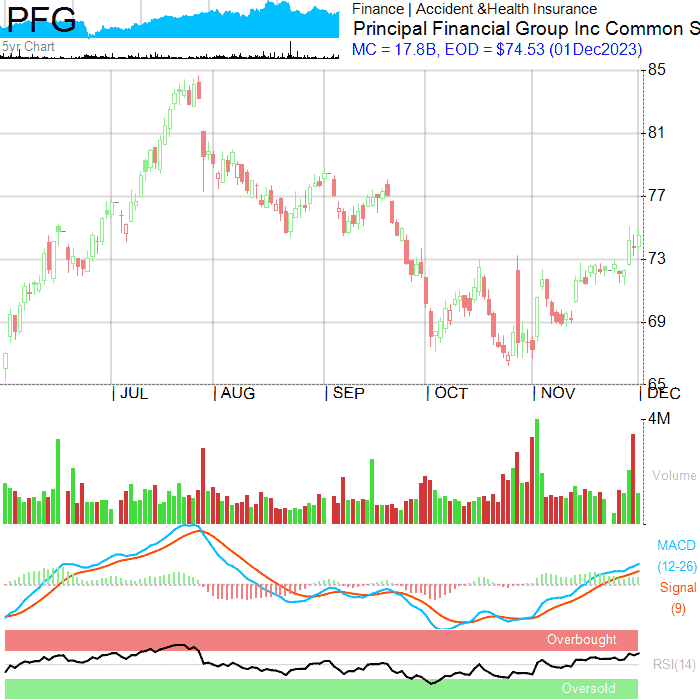 PFG
5yr Chart
Finance | Accident &Health Insurance
Principal Financial Group Inc Common S
MC = 17.8B, EOD = $74.53 (01Dec2023)
85
81
77
73
69
65
| JUL | AUG | SEP | OCT | NOV | DEC
4M
Volume
MACD
(12-26)
Signal
(9)
Overbought
RSI(14)
Oversold